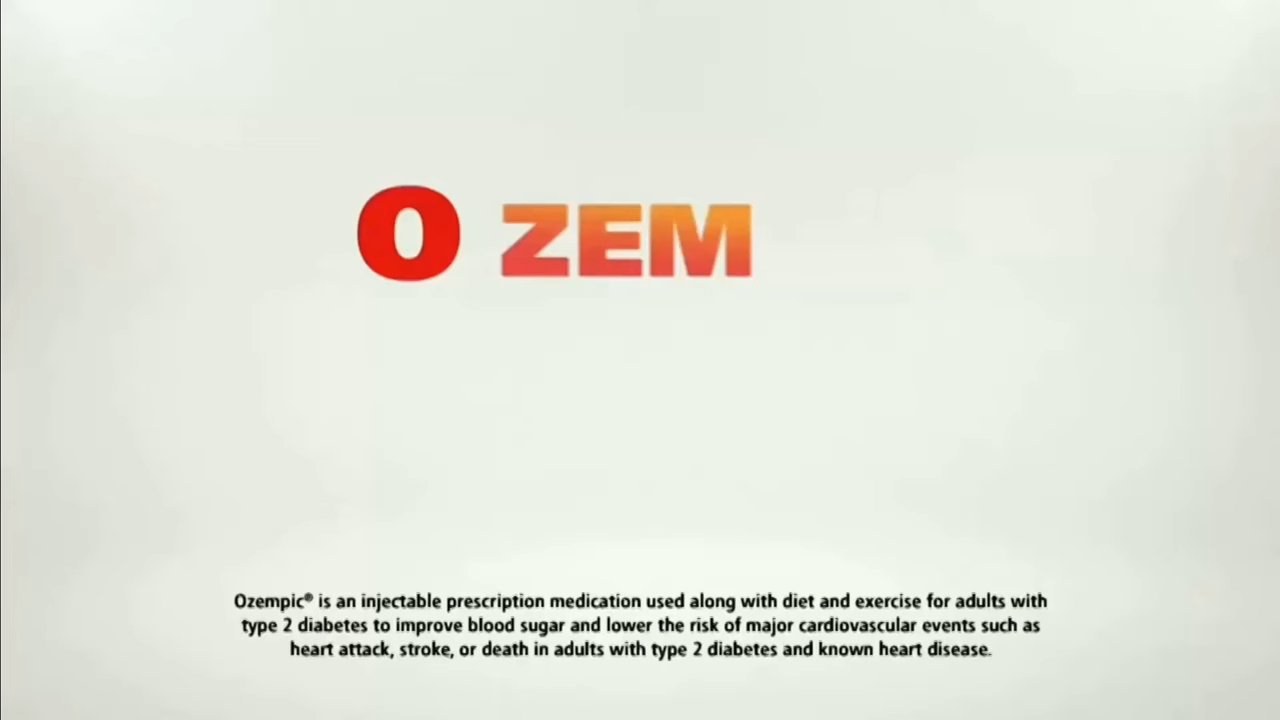 O ZEM
Ozempic® is an injectable prescription medication used along with diet and exercise for adults with
type 2 diabetes to improve blood sugar and lower the risk of major cardiovascular events such as
heart attack, stroke, or death in adults with type 2 diabetes and known heart disease.